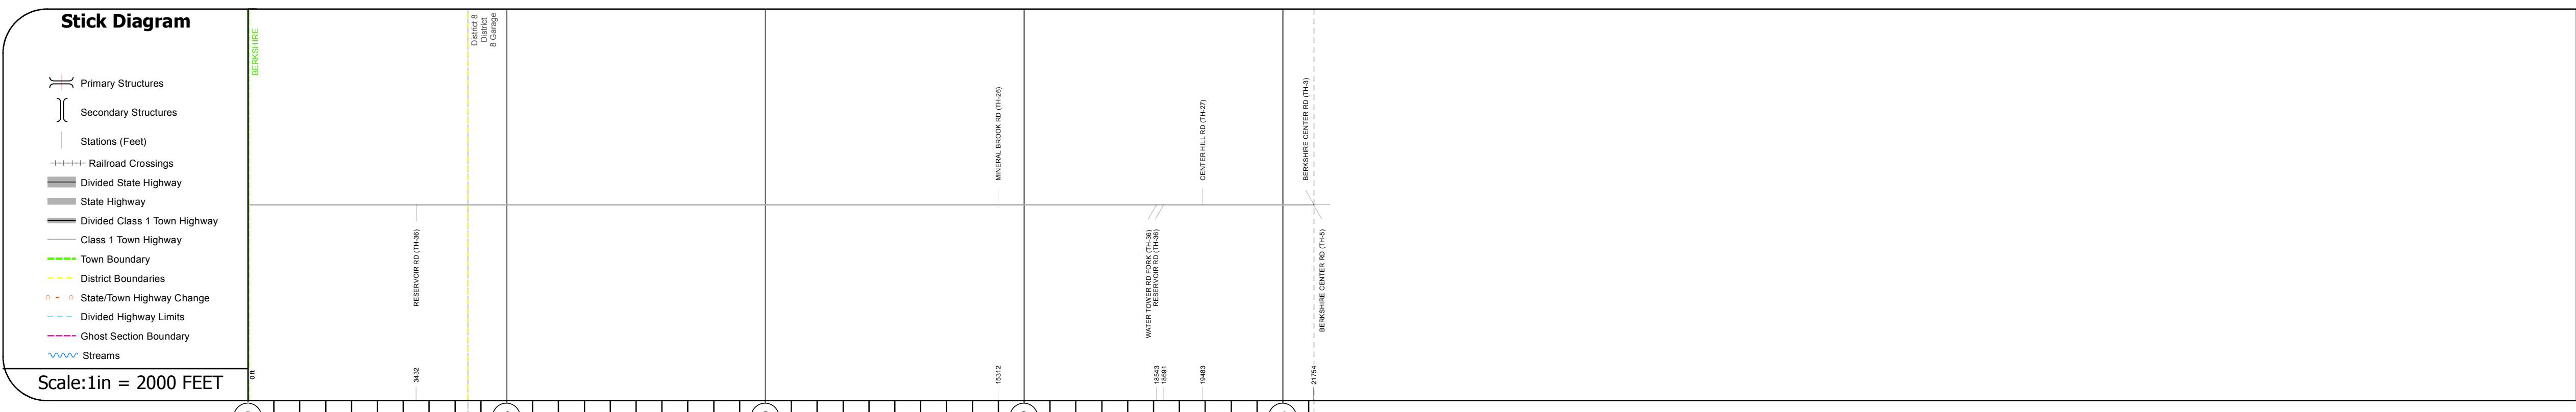 Stick Diagram
Primary Structures
Secondary Structures
Stations (Feet)
Railroad Crossings
Divided State Highway
State Highway
Divided Class 1 Town Highway
Class 1 Town Highway
Town Boundary
District Boundaries
State/Town Highway Change
Divided Highway Limits
Ghost Section Boundary
Streams
Scale:1in = 2000 FEET
BERKSHIRE
District 8
District
8 Garage
MINERAL BROOK RD (TH-26)
CENTER HILL RD (TH-27)
BERKSHIRE CENTER RD (TH-3)
RESERVOIR RD (TH-36)
WATER TOWER RD FORK (TH-36)
RESERVOIR RD (TH-36)
BERKSHIRE CENTER RD (TH-5)
0 ft
3432
15312
18543
18691
19483
21754